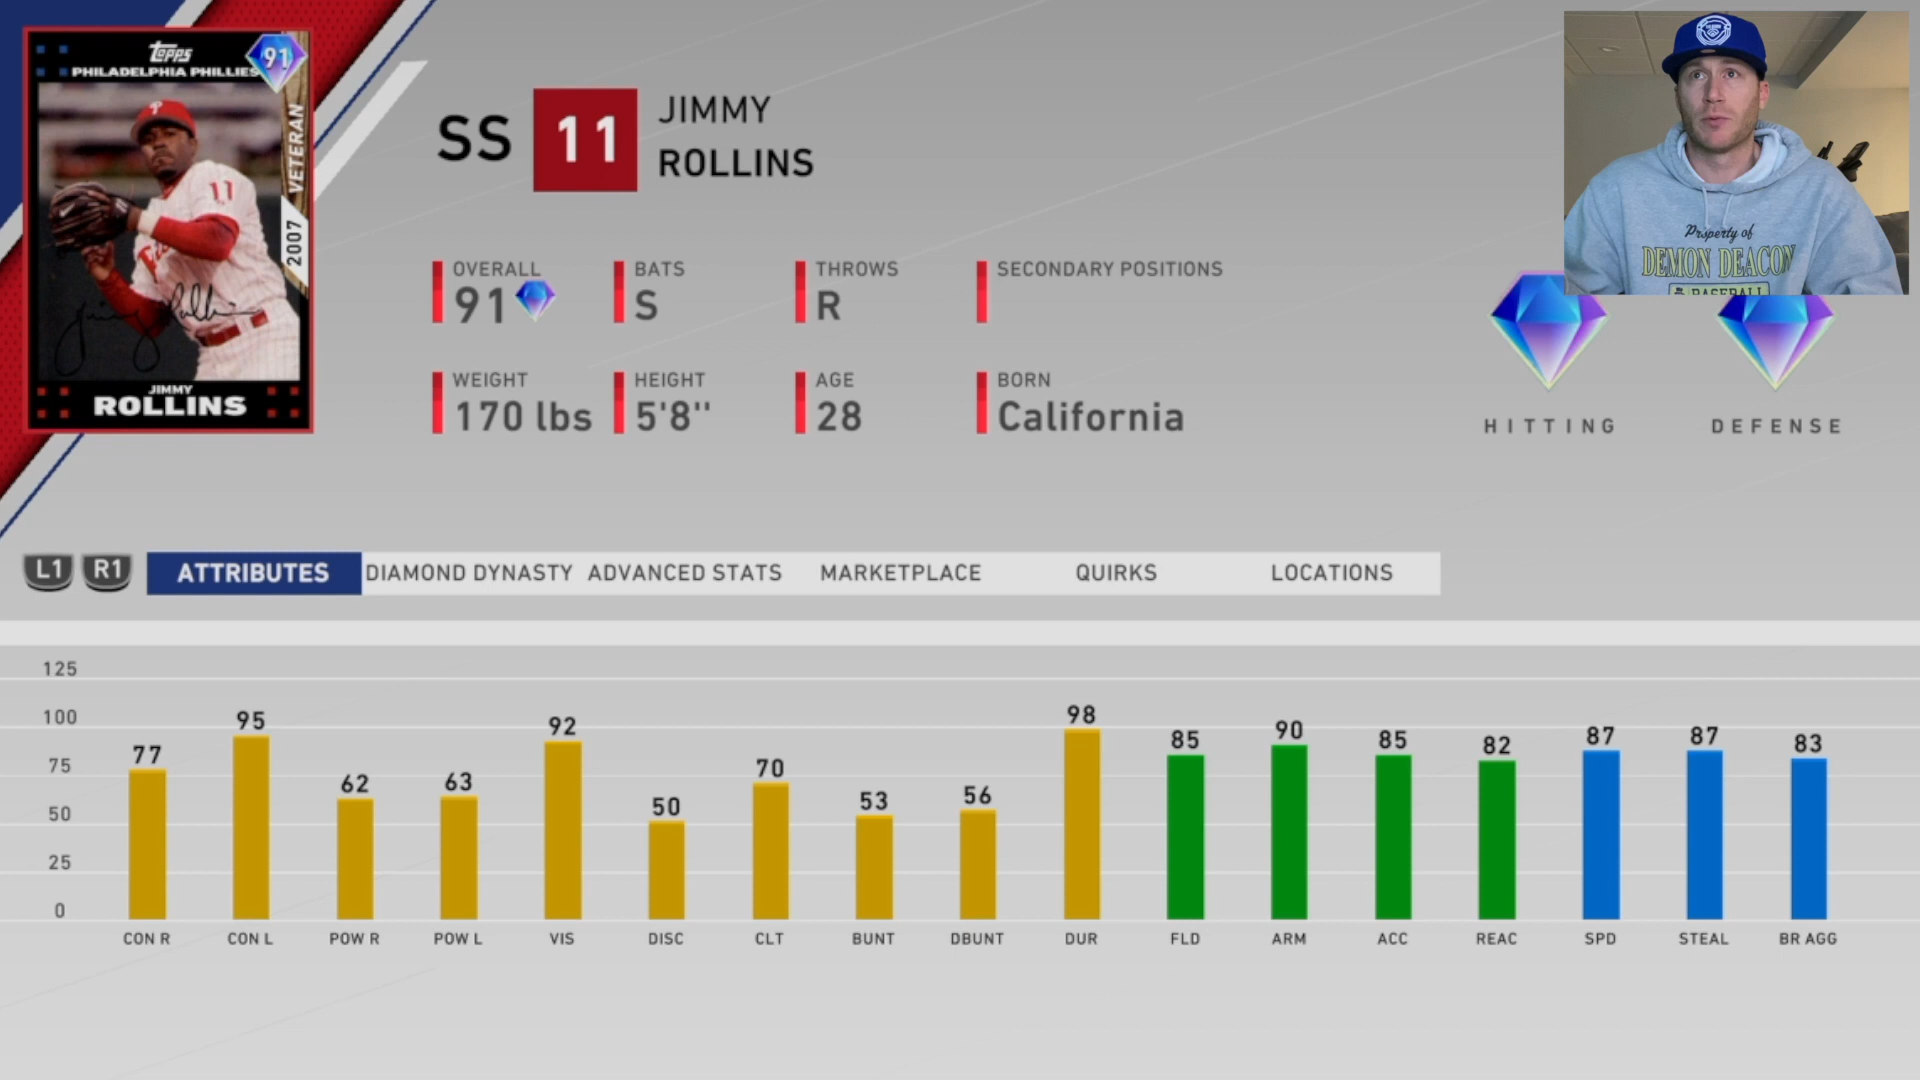 Topps
91
PHILADELPHIA PHILLIES
VETERAN
2007
11
JIMMY
ROLLINS
SS
11
JIMMY
ROLLINS
OVERALL
91
BATS
S
THROWS
R
SECONDARY POSITIONS
WEIGHT
170 lbs
HEIGHT
5'8''
AGE
28
BORN
California
Property of
DEMON DEACON
BASEBALL
HITTING
DEFENSE
L1 R1 ATTRIBUTES DIAMOND DYNASTY ADVANCED STATS MARKETPLACE QUIRKS LOCATIONS
125
100
75
50
25
0
77 95 62 63 92 50 70 53 56 98 85 90 85 82 87 87 83
CON R CON L POW R POW L VIS DISC CLT BUNT DBUNT DUR FLD ARM ACC REAC SPD STEAL BR AGG